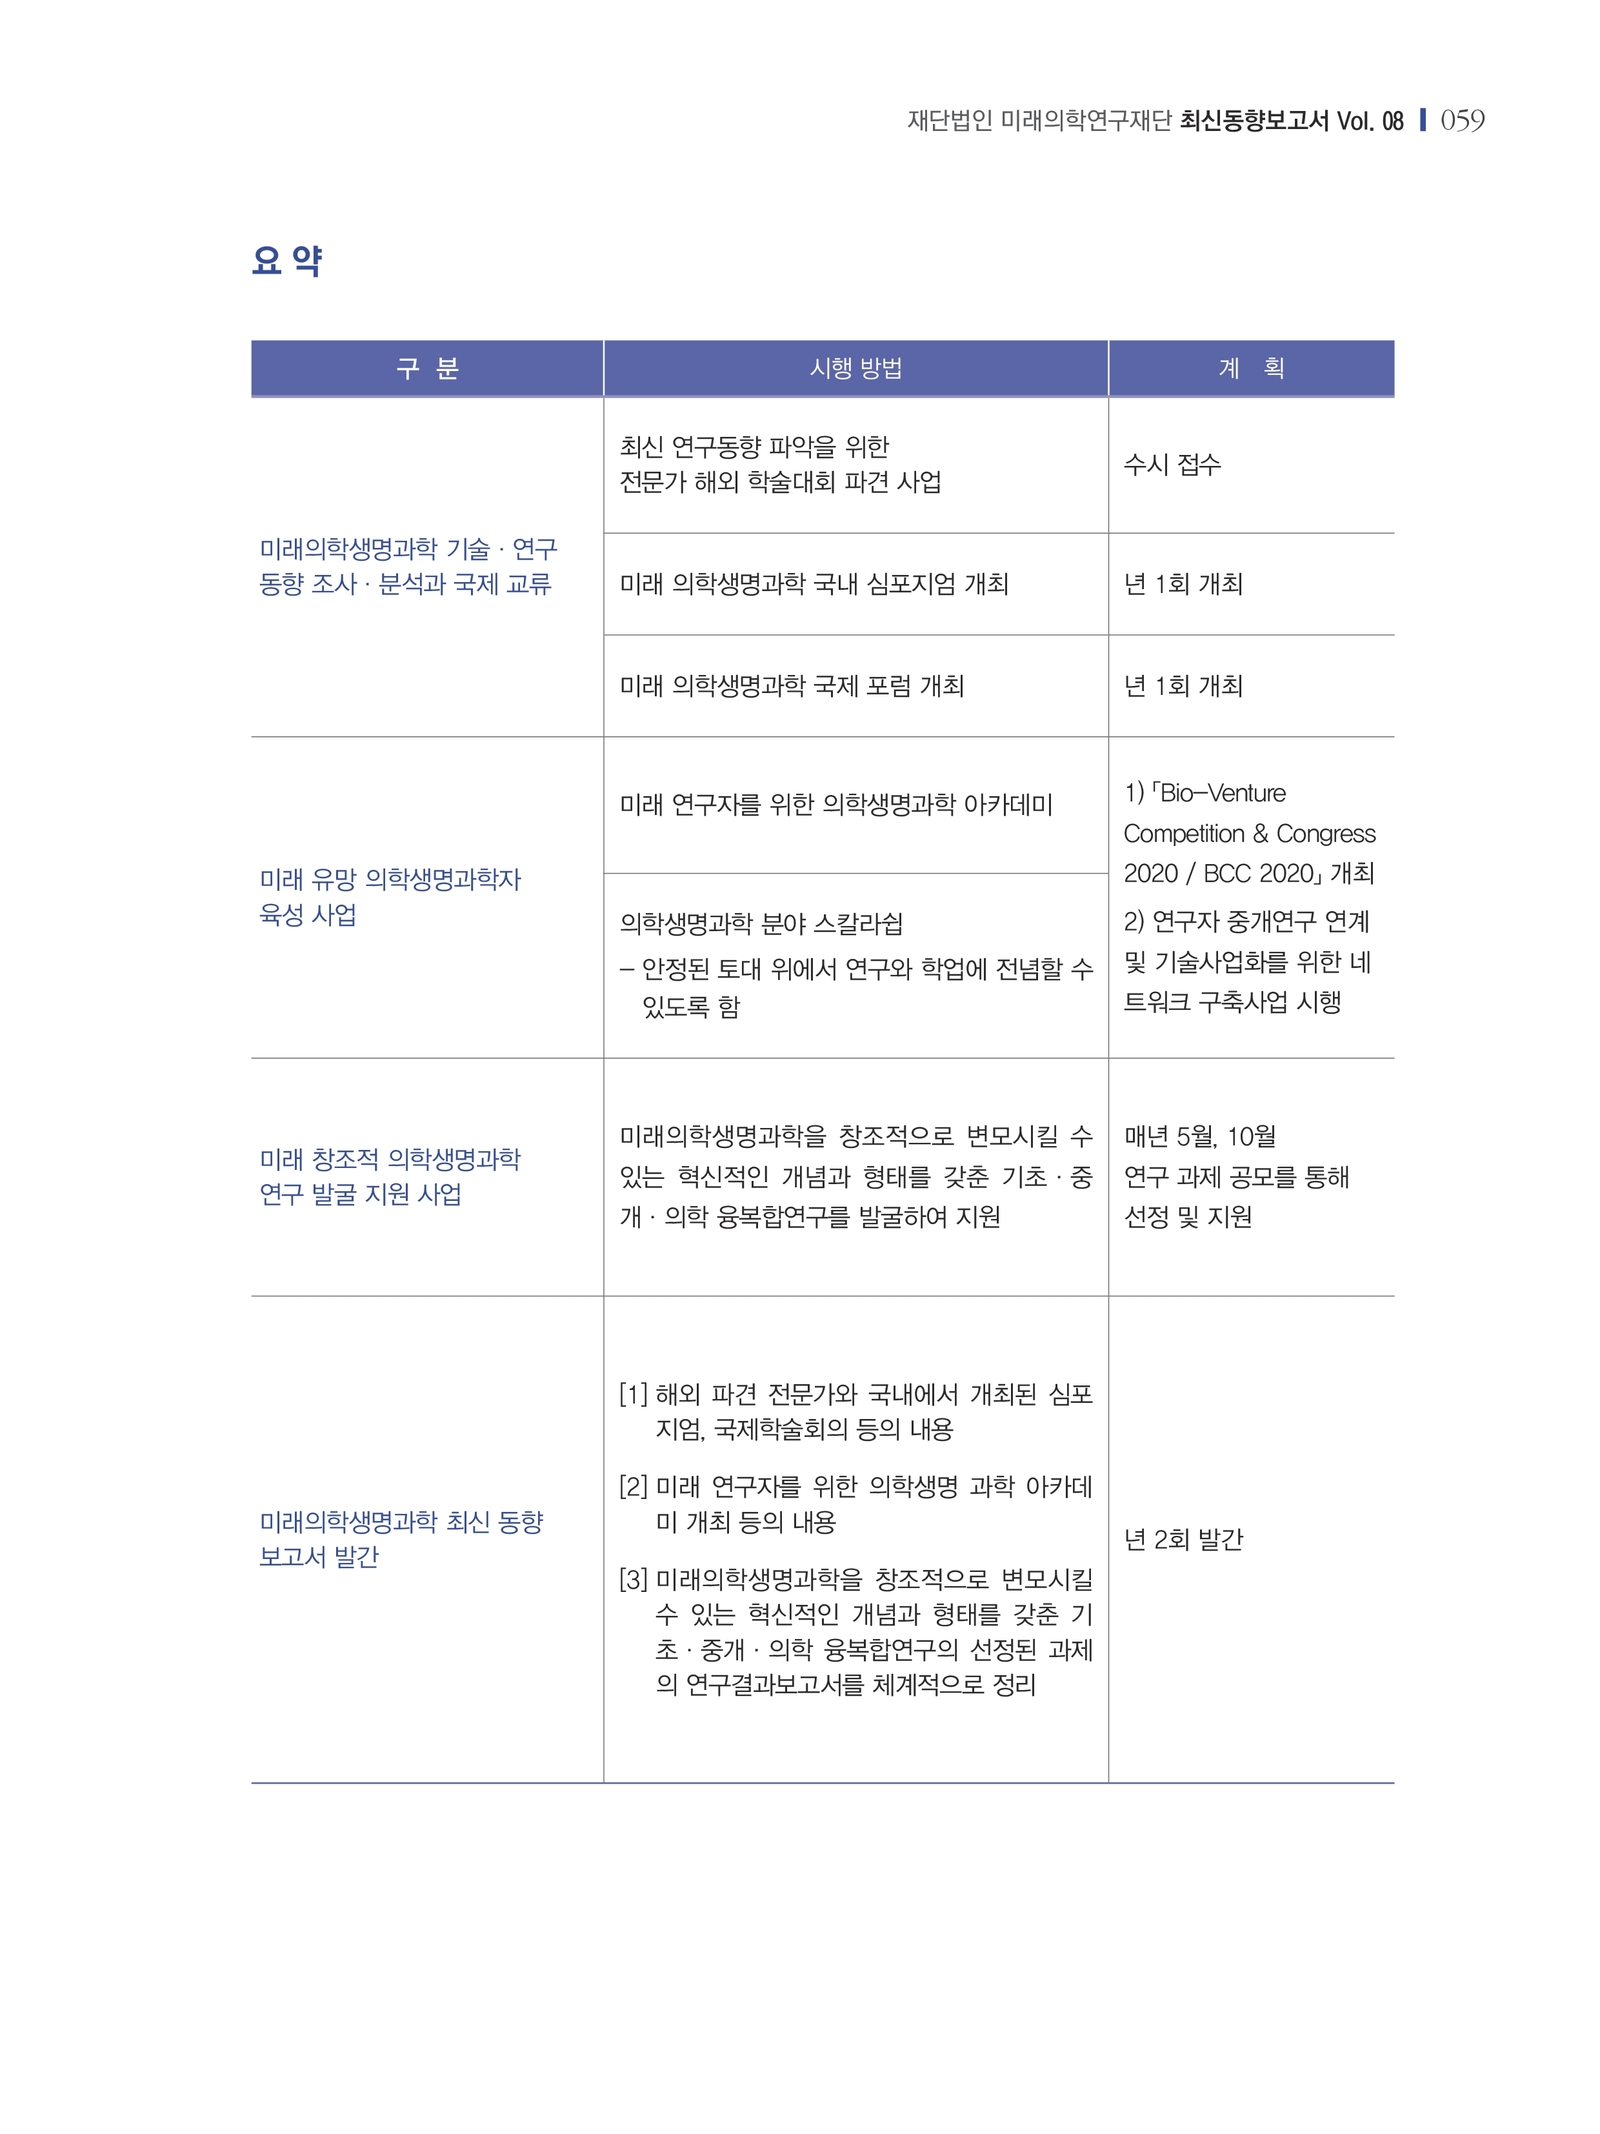 재단법인 미래의학연구재단 최신동향보고서 Vol. 08 059
요 약
구 분 시행 방법 계 획
미래의학생명과학 기술 · 연구
동향 조사 · 분석과 국제 교류
최신 연구동향 파악을 위한
전문가 해외 학술대회 파견 사업
수시 접수
미래 의학생명과학 국내 심포지엄 개최
년 1회 개최
미래 의학생명과학 국제 포럼 개최
년 1회 개최
미래 유망 의학생명과학자
육성 사업
미래 연구자를 위한 의학생명과학 아카데미
의학생명과학 분야 스칼라쉽
– 안정된 토대 위에서 연구와 학업에 전념할 수
있도록 함
1) 「Bio–Venture
Competition & Congress
2020 / BCC 2020」 개최
2) 연구자 중개연구 연계
및 기술사업화를 위한 네
트워크 구축사업 시행
미래 창조적 의학생명과학
연구 발굴 지원 사업
미래의학생명과학을 창조적으로 변모시킬 수
있는 혁신적인 개념과 형태를 갖춘 기초 · 중
개 · 의학 융복합연구를 발굴하여 지원
매년 5월, 10월
연구 과제 공모를 통해
선정 및 지원
미래의학생명과학 최신 동향
보고서 발간
[1] 해외 파견 전문가와 국내에서 개최된 심포
지엄, 국제학술회의 등의 내용
[2] 미래 연구자를 위한 의학생명 과학 아카데
미 개최 등의 내용
[3] 미래의학생명과학을 창조적으로 변모시킬
수 있는 혁신적인 개념과 형태를 갖춘 기
초 · 중개 · 의학 융복합연구의 선정된 과제
의 연구결과보고서를 체계적으로 정리
년 2회 발간